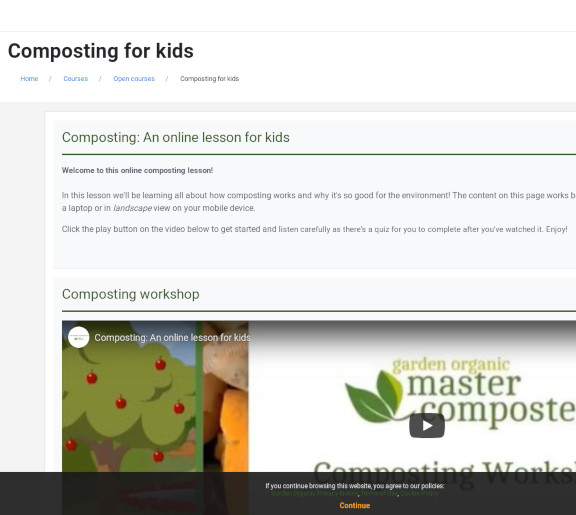 Composting for kids
Home / Courses / Open courses / Composting for kids
Composting: An online lesson for kids
Welcome to this online composting lesson!
In this lesson we'll be learning all about how composting works and why it's so good for the environment! The content on this page works b
a laptop or in landscape view on your mobile device.
Click the play button on the video below to get started and listen carefully as there's a quiz for you to complete after you've watched it. Enjoy!
Composting workshop
Composting: An online lesson for kids
garden organic
master
composte
Composting Works
If you continue browsing this website, you agree to our policies:
Garden Organic Privacy Notice, Terms of Use, Cookie Policy
Continue